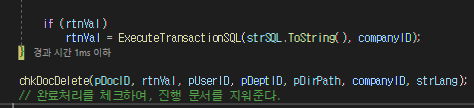 if (rtnVal)
rtnVal = ExecuteTransactionSQL(strSQL.ToString(), companyID);
} 경과 시간 1ms 이하
chkDocDelete(pDocID, rtnVal, pUserID, pDeptID, pDirPath, companyID, strLang);
// 완료처리를 체크하여, 진행 문서를 지워준다.